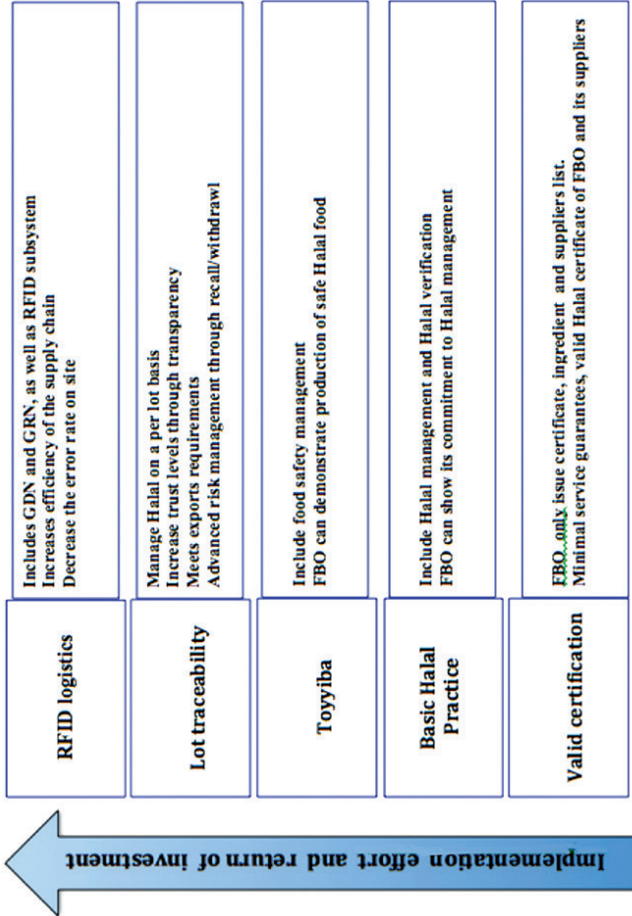 Implementation effort and return of investment
RFID logistics
Includes GDN and GRN, as well as RFID subsystem
Increases efficiency of the supply chain
Decrease the error rate on site
Lot traceability
Manage Halal on a per lot basis
Increase trust levels through transparency
Meets exports requirements
Advanced risk management through recall/withdrawl
Toyyiba
Include food safety management
FBO can demonstrate production of safe Halal food
Basic Halal
Practice
Include Halal management and Halal verification
FBO can show its commitment to Halal management
Valid certification
FBO only issue certificate, ingredient and suppliers list.
Minimal service guarantees, valid Halal certificate of FBO and its suppliers